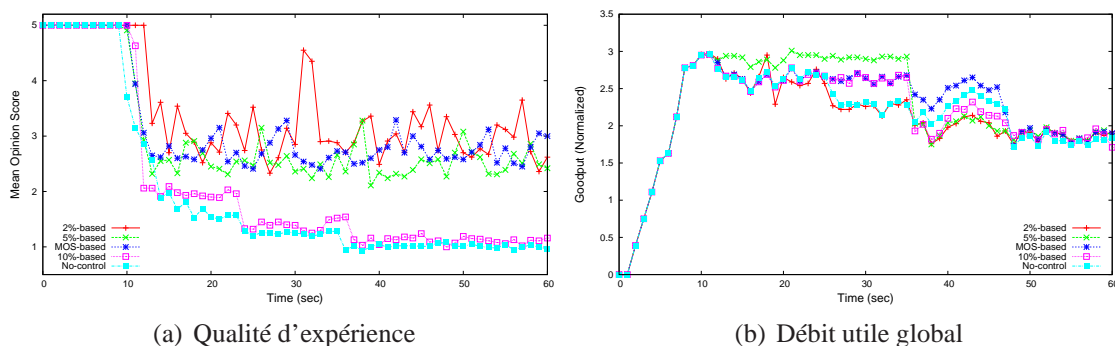 5
4
3
2
1
Mean Opinion Score
2%-based
5%-based
MOS-based
10%-based
No-control
0 10 20 30 40 50 60
Time (sec)
(a) Qualité d'expérience
3.5
3
2.5
2
1.5
1
0.5
0
Goodput (Normalized)
2%-based
5%-based
MOS-based
10%-based
No-control
0 10 20 30 40 50 60
Time (sec)
(b) Débit utile global